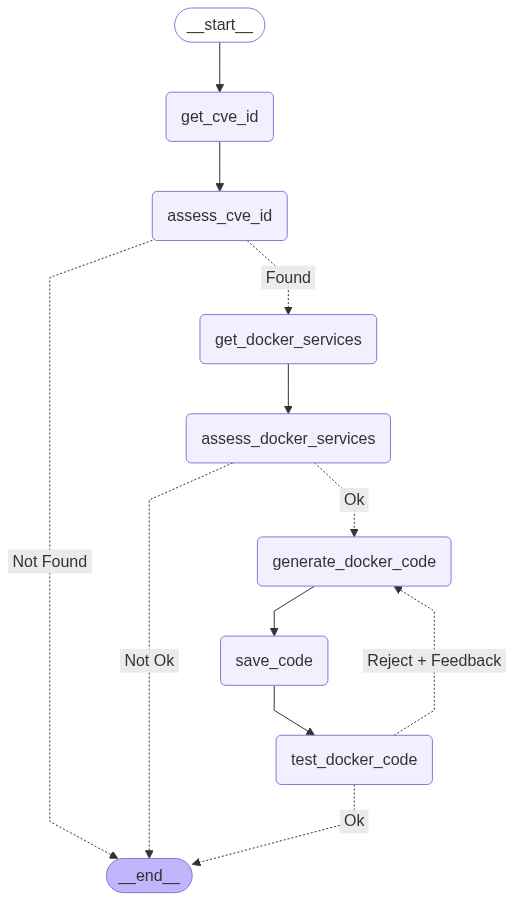 __start__
get_cve_id
assess_cve_id
Found
get_docker_services
assess_docker_services
Ok
Not Found
generate_docker_code
Not Ok
save_code
Reject + Feedback
test_docker_code
Ok
__end__